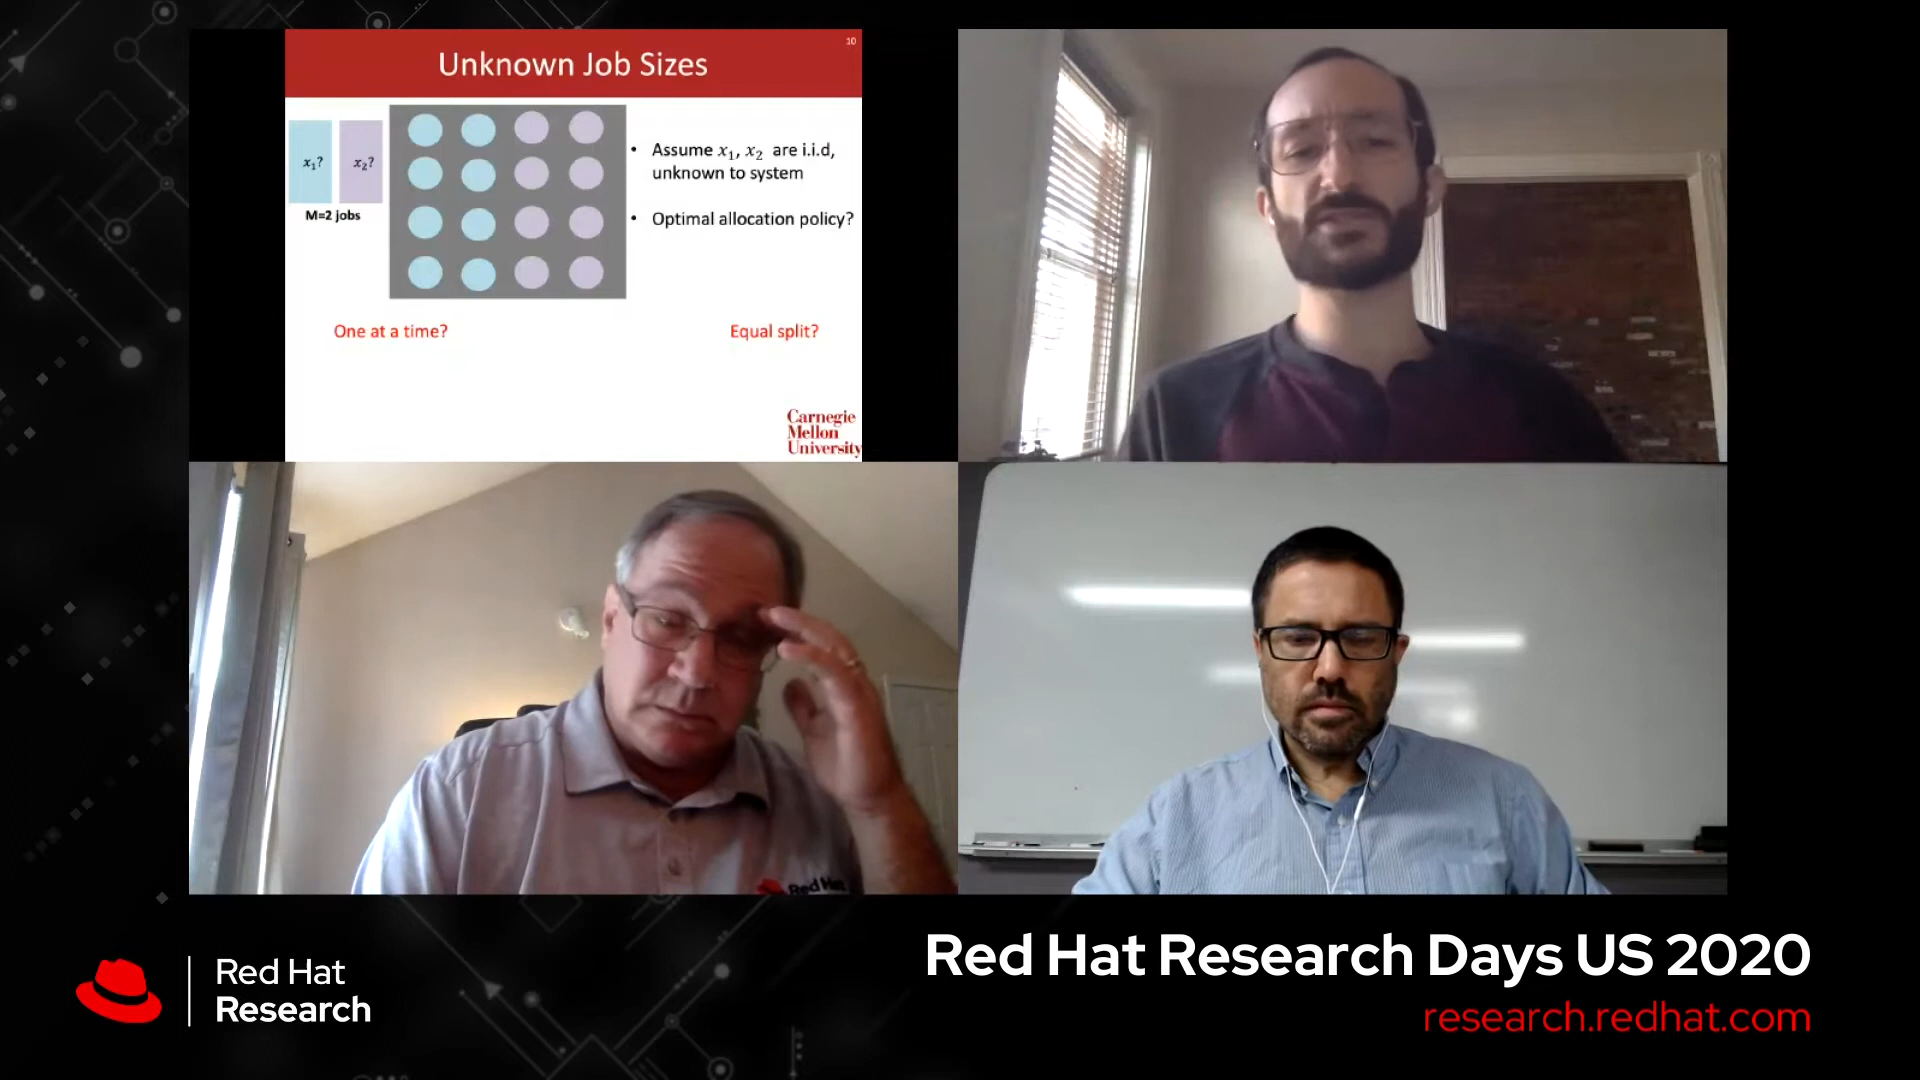 Unknown Job Sizes
10
x₁?
x₂?
M=2 jobs
• Assume x₁, x₂ are i.i.d,
unknown to system
• Optimal allocation policy?
One at a time?
Equal split?
Carnegie
Mellon
University
Red Hat
Red Hat
Research
Red Hat Research Days US 2020
research.redhat.com